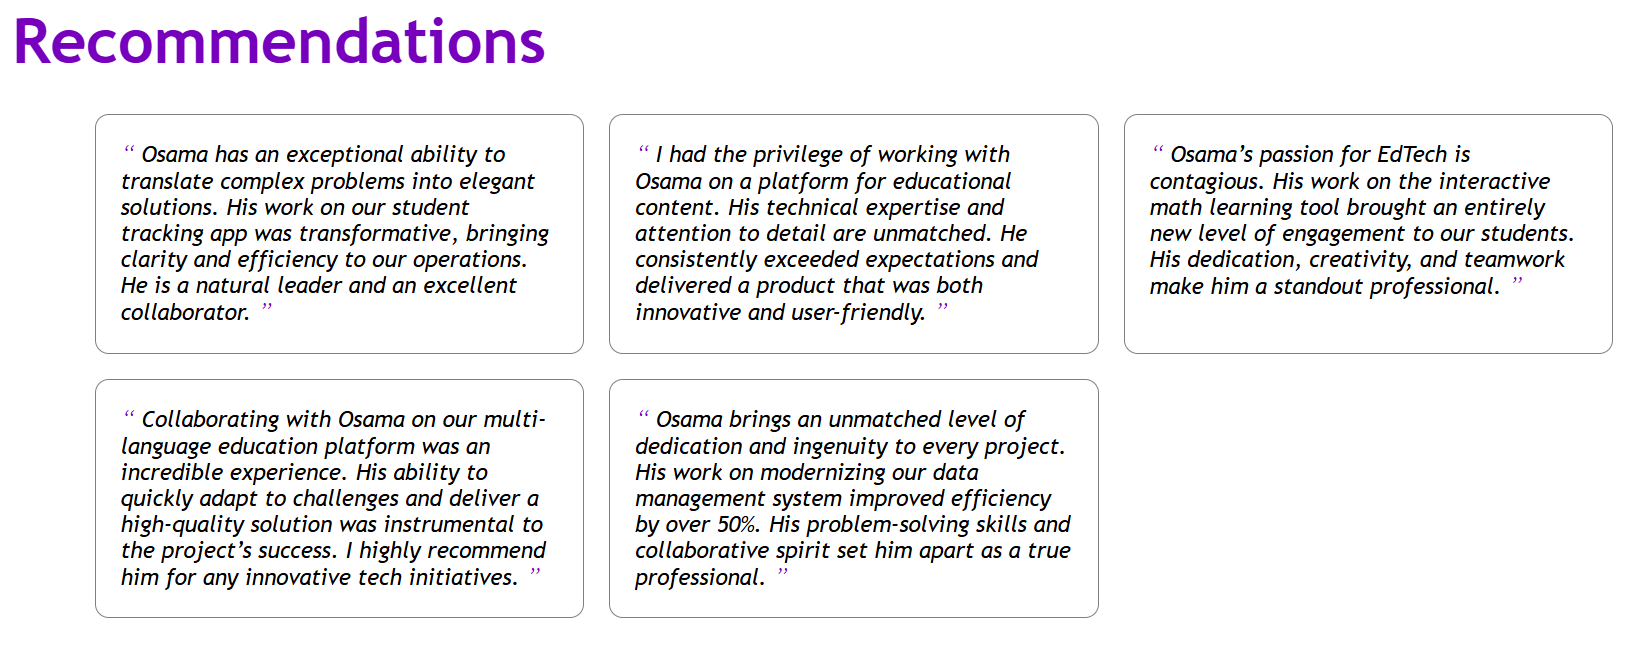 Recommendations
“ Osama has an exceptional ability to
translate complex problems into elegant
solutions. His work on our student
tracking app was transformative, bringing
clarity and efficiency to our operations.
He is a natural leader and an excellent
collaborator. ”
“ I had the privilege of working with
Osama on a platform for educational
content. His technical expertise and
attention to detail are unmatched. He
consistently exceeded expectations and
delivered a product that was both
innovative and user-friendly. ”
“ Osama’s passion for EdTech is
contagious. His work on the interactive
math learning tool brought an entirely
new level of engagement to our students.
His dedication, creativity, and teamwork
make him a standout professional. ”
“ Collaborating with Osama on our multi-
language education platform was an
incredible experience. His ability to
quickly adapt to challenges and deliver a
high-quality solution was instrumental to
the project’s success. I highly recommend
him for any innovative tech initiatives. ”
“ Osama brings an unmatched level of
dedication and ingenuity to every project.
His work on modernizing our data
management system improved efficiency
by over 50%. His problem-solving skills and
collaborative spirit set him apart as a true
professional. ”